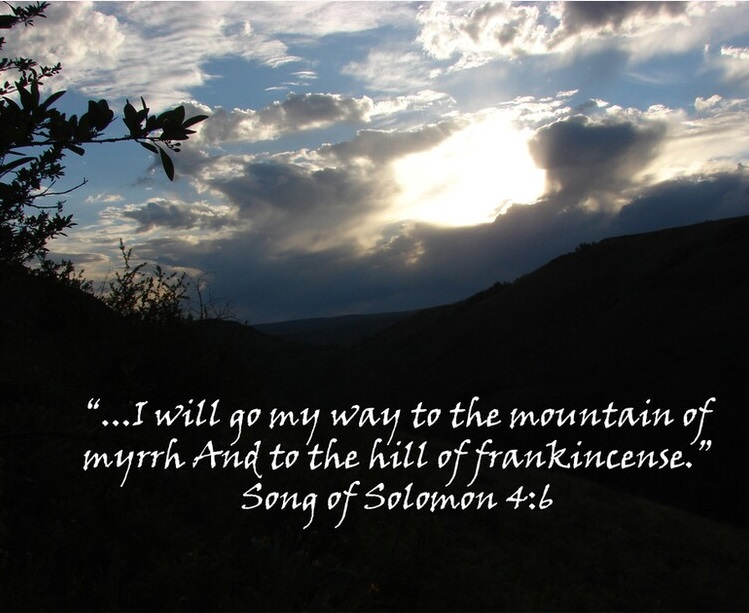 “...I will go my way to the mountain of
myrrh And to the hill of frankincense.”
Song of Solomon 4:6